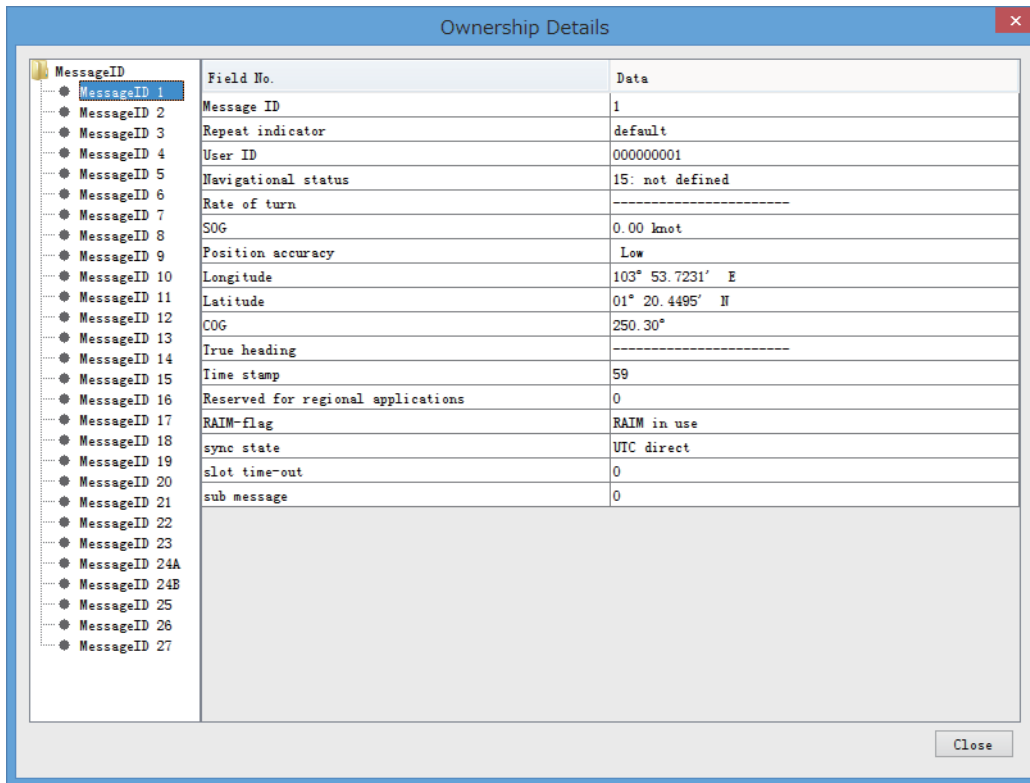 Ownership Details
MessageID
MessageID 1
MessageID 2
MessageID 3
MessageID 4
MessageID 5
MessageID 6
MessageID 7
MessageID 8
MessageID 9
MessageID 10
MessageID 11
MessageID 12
MessageID 13
MessageID 14
MessageID 15
MessageID 16
MessageID 17
MessageID 18
MessageID 19
MessageID 20
MessageID 21
MessageID 22
MessageID 23
MessageID 24A
MessageID 24B
MessageID 25
MessageID 26
MessageID 27
Field No. Data
Message ID 1
Repeat indicator default
User ID 000000001
Navigational status 15: not defined
Rate of turn -----------------------
SOG 0.00 knot
Position accuracy Low
Longitude 103° 53.7231′ E
Latitude 01° 20.4495′ N
COG 250.30°
True heading -----------------------
Time stamp 59
Reserved for regional applications 0
RAIM-flag RAIM in use
sync state UTC direct
slot time-out 0
sub message 0
Close